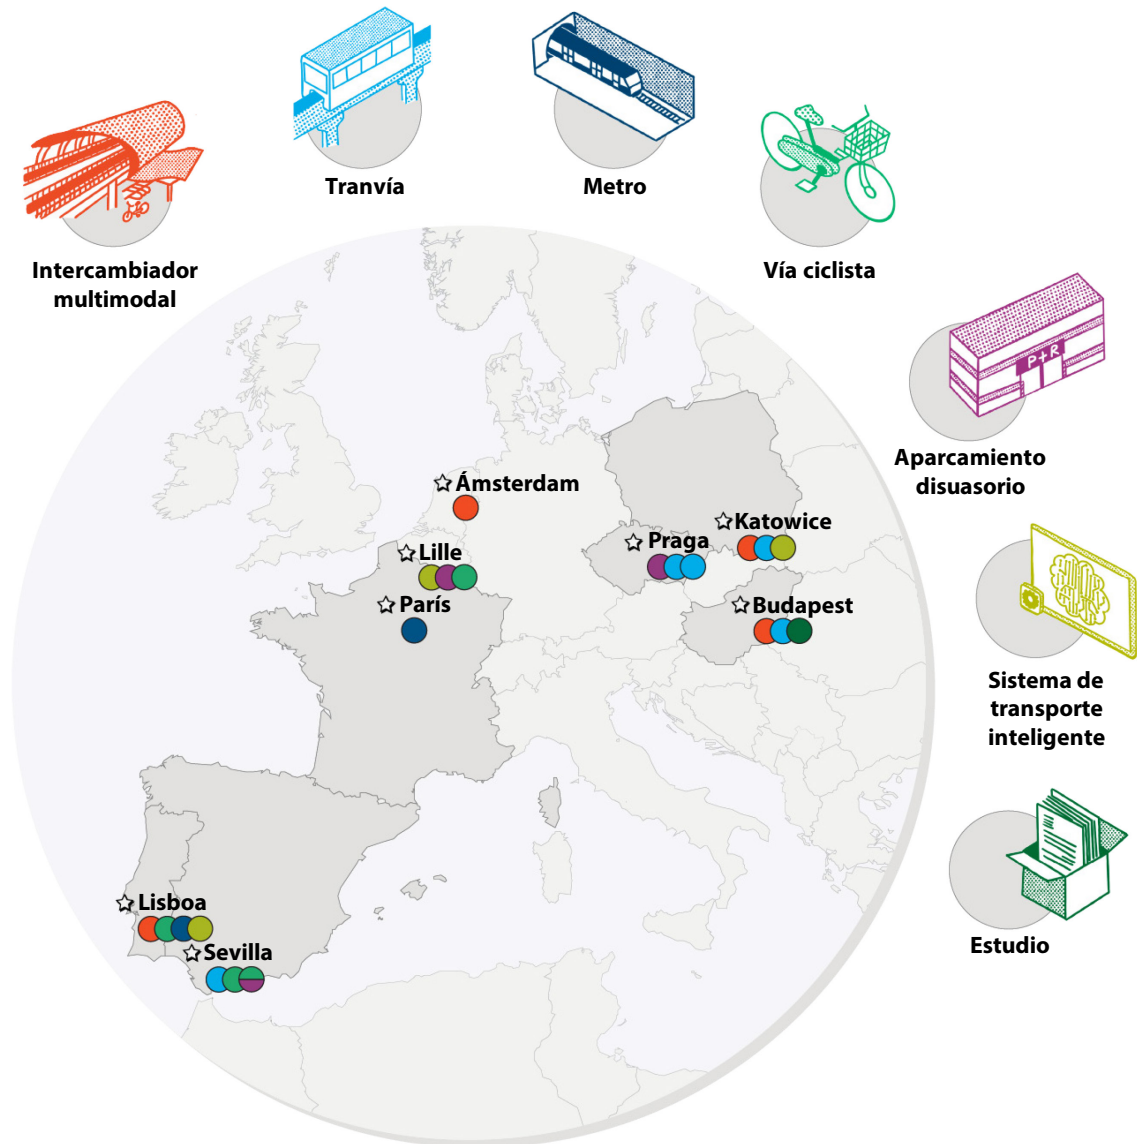 Tranvía
Metro
Intercambiador
multimodal
Vía ciclista
P+R
Aparcamiento
disuasorio
Ámsterdam
Katowice
Lille
Praga
París
Budapest
Sistema de
transporte
inteligente
Lisboa
Sevilla
Estudio